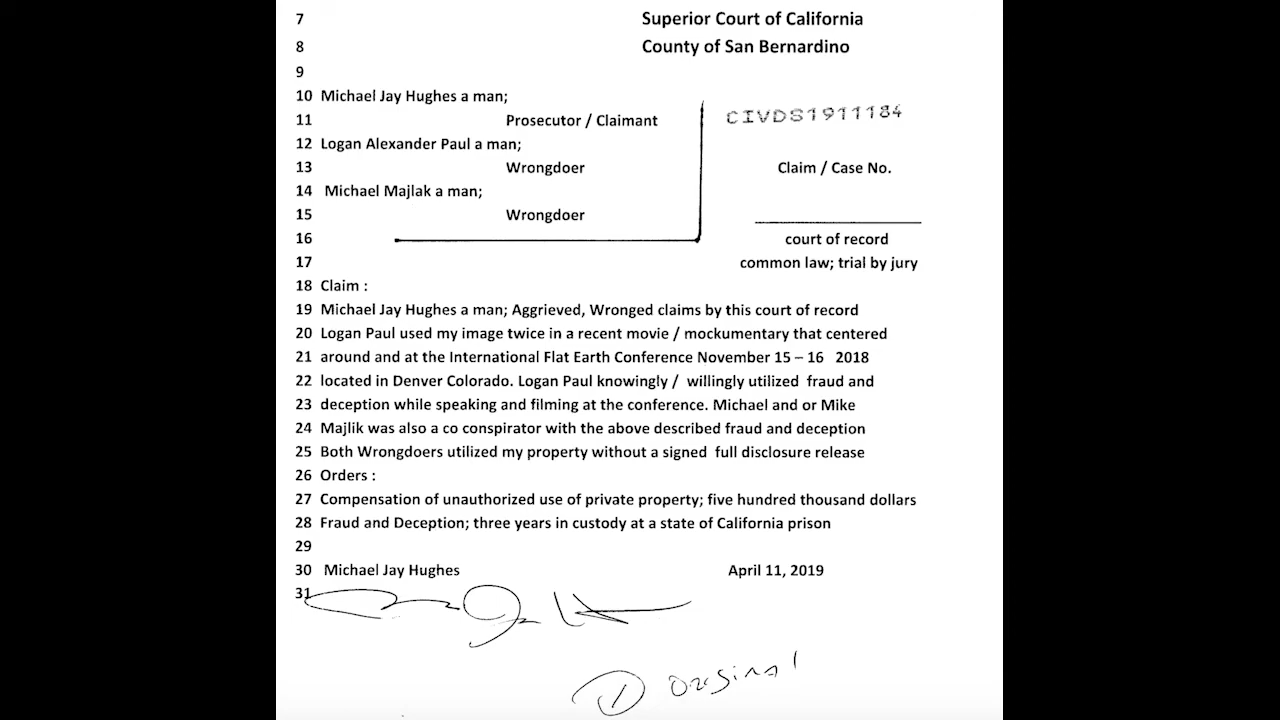 7 Superior Court of California
8 County of San Bernardino
9
10 Michael Jay Hughes a man;
11 Prosecutor / Claimant
CIVDS1911184
12 Logan Alexander Paul a man;
13 Wrongdoer
Claim / Case No.
14 Michael Majlak a man;
15 Wrongdoer
16 court of record
17 common law; trial by jury
18 Claim :
19 Michael Jay Hughes a man; Aggrieved, Wronged claims by this court of record
20 Logan Paul used my image twice in a recent movie / mockumentary that centered
21 around and at the International Flat Earth Conference November 15 – 16 2018
22 located in Denver Colorado. Logan Paul knowingly / willingly utilized fraud and
23 deception while speaking and filming at the conference. Michael and or Mike
24 Majlik was also a co conspirator with the above described fraud and deception
25 Both Wrongdoers utilized my property without a signed full disclosure release
26 Orders :
27 Compensation of unauthorized use of private property; five hundred thousand dollars
28 Fraud and Deception; three years in custody at a state of California prison
29
30 Michael Jay Hughes April 11, 2019
31
① Original